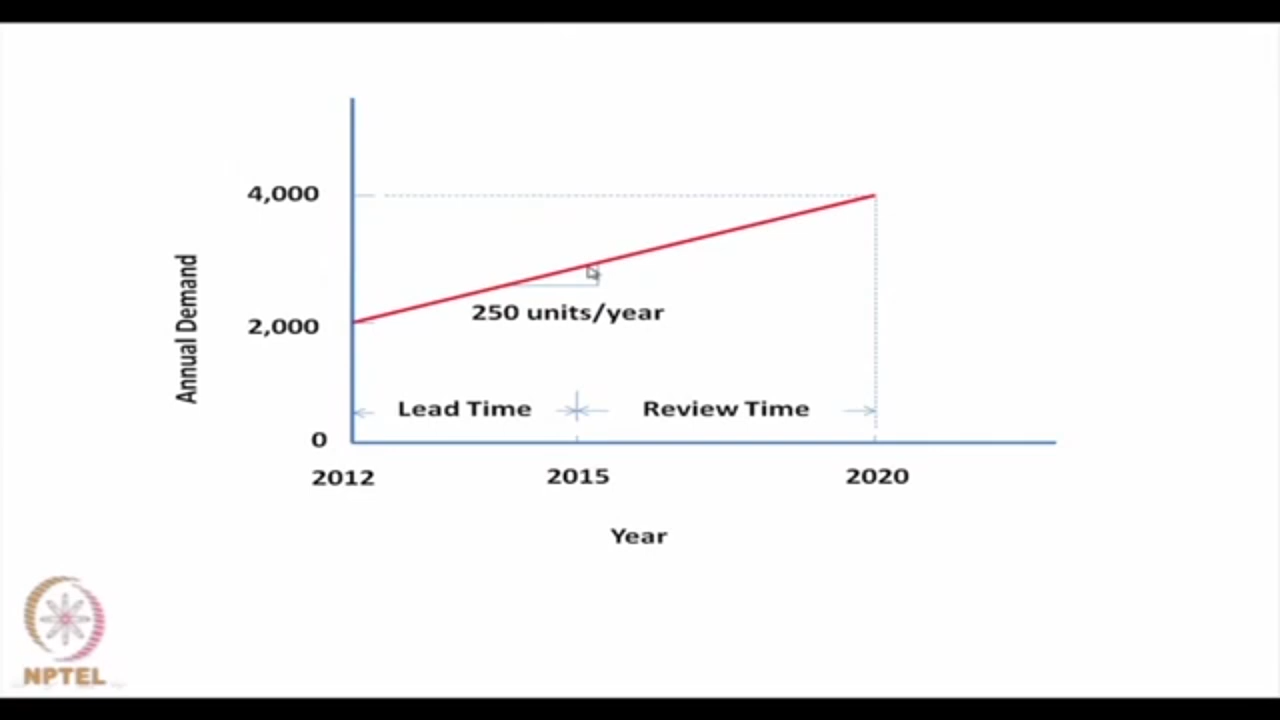 4,000
Annual Demand
250 units/year
2,000
Lead Time
Review Time
0
2012
2015
2020
Year
NPTEL